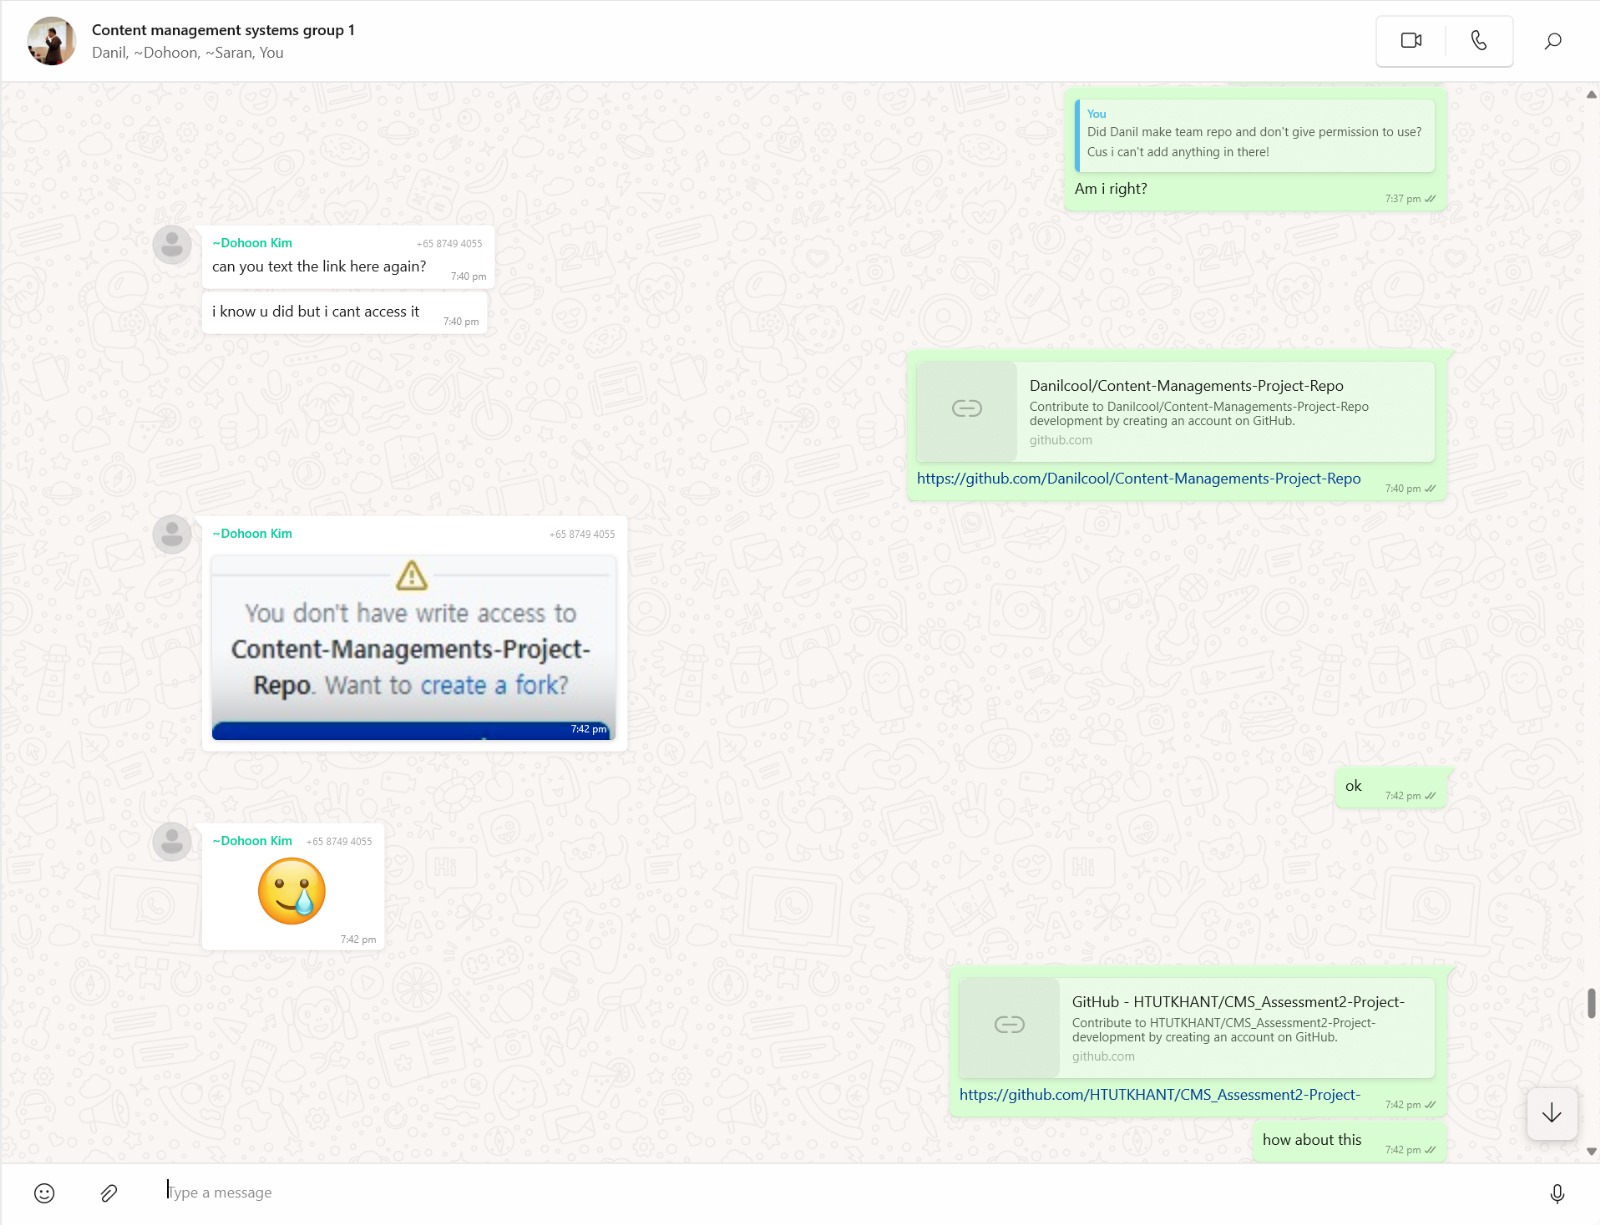 Content management systems group 1
Danil, ~Dohoon, ~Saran, You
You
Did Danil make team repo and don't give permission to use?
Cus i can't add anything in there!
Am i right?
7:37 pm
~Dohoon Kim +65 8749 4055
can you text the link here again?
7:40 pm
i know u did but i cant access it
7:40 pm
Danilcool/Content-Managements-Project-Repo
Contribute to Danilcool/Content-Managements-Project-Repo
development by creating an account on GitHub.
github.com
https://github.com/Danilcool/Content-Managements-Project-Repo
7:40 pm
~Dohoon Kim +65 8749 4055
You don't have write access to
Content-Managements-Project-
Repo. Want to create a fork?
7:42 pm
ok
7:42 pm
~Dohoon Kim +65 8749 4055
7:42 pm
GitHub - HTUTKHANT/CMS_Assessment2-Project-
Contribute to HTUTKHANT/CMS_Assessment2-Project-
development by creating an account on GitHub.
github.com
https://github.com/HTUTKHANT/CMS_Assessment2-Project-
7:42 pm
how about this
7:42 pm
Type a message